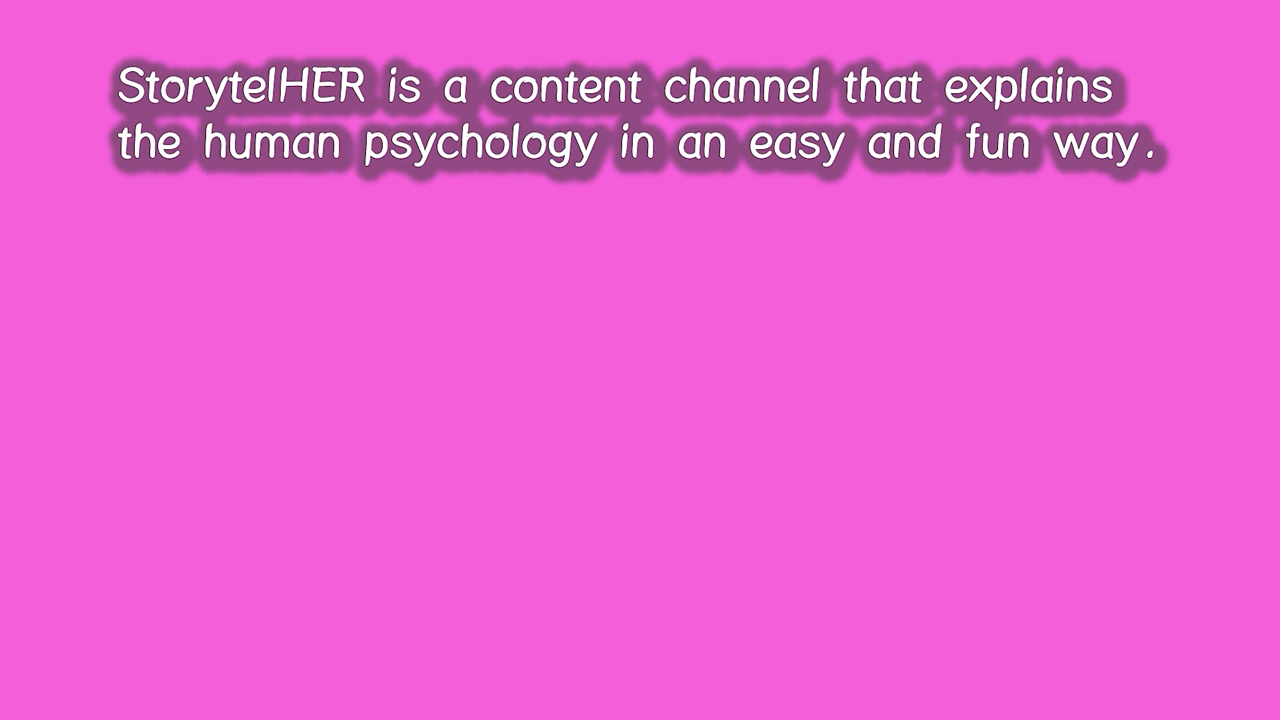 StorytelHER is a content channel that explains
the human psychology in an easy and fun way.